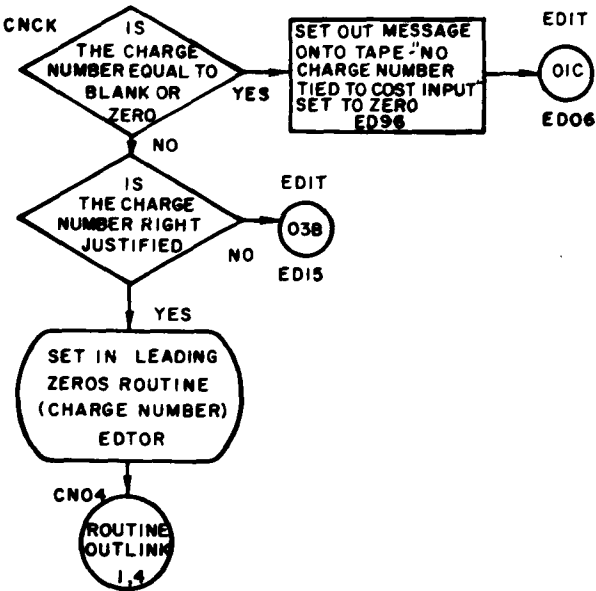 CNCK
IS
THE CHARGE
NUMBER EQUAL TO
BLANK OR
ZERO
YES
SET OUT MESSAGE
ONTO TAPE-"NO
CHARGE NUMBER
TIED TO COST INPUT"
SET TO ZERO
ED96
EDIT
01C
ED06
NO
IS
THE CHARGE
NUMBER RIGHT
JUSTIFIED
NO
EDIT
03B
ED15
YES
SET IN LEADING
ZEROS ROUTINE
(CHARGE NUMBER)
EDTOR
CN04
ROUTINE
OUTLINK
1,4